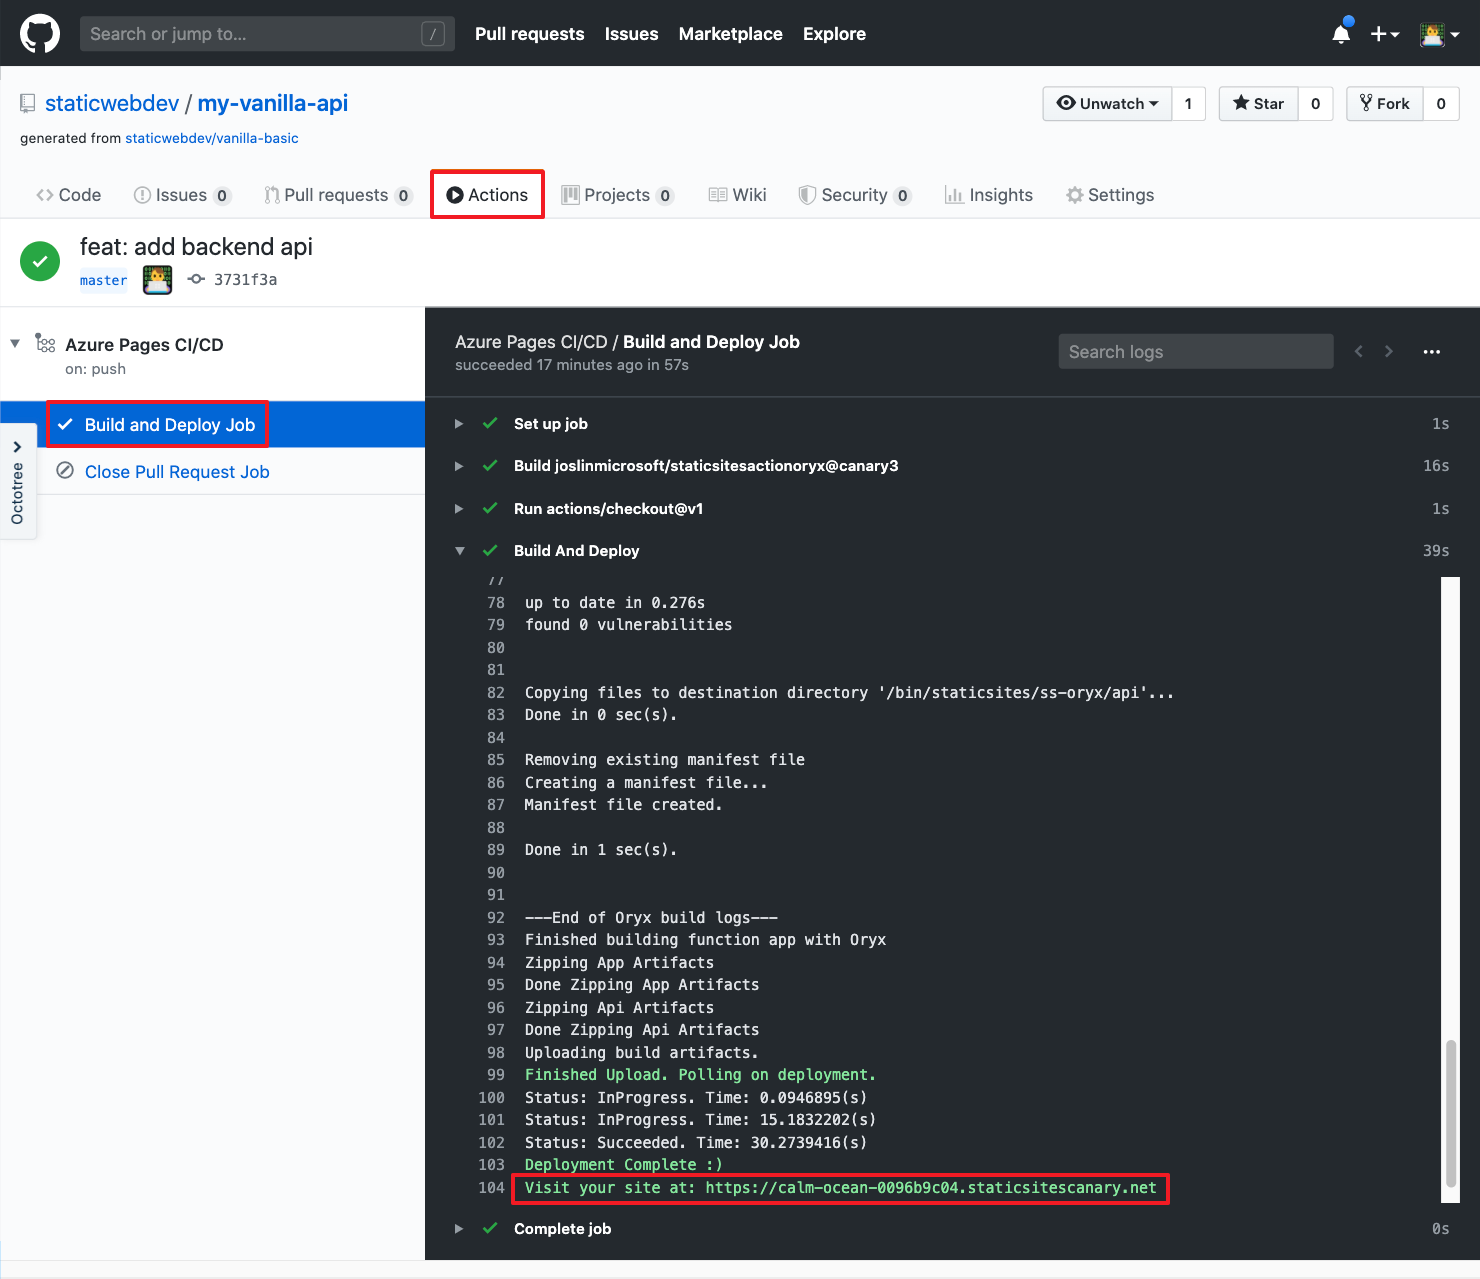 Search or jump to... /
Pull requests Issues Marketplace Explore
staticwebdev / my-vanilla-api
Unwatch 1 Star 0 Fork 0
generated from staticwebdev/vanilla-basic
Code Issues 0 Pull requests 0 Actions Projects 0 Wiki Security 0 Insights Settings
feat: add backend api
master 3731f3a
Azure Pages CI/CD
on: push
Build and Deploy Job
Close Pull Request Job
Octotree
Azure Pages CI/CD / Build and Deploy Job
succeeded 17 minutes ago in 57s
Search logs
Set up job 1s
Build joslinmicrosoft/staticsitesactionoryx@canary3 16s
Run actions/checkout@v1 1s
Build And Deploy 39s
77
78 up to date in 0.276s
79 found 0 vulnerabilities
80
81
82 Copying files to destination directory '/bin/staticsites/ss-oryx/api'...
83 Done in 0 sec(s).
84
85 Removing existing manifest file
86 Creating a manifest file...
87 Manifest file created.
88
89 Done in 1 sec(s).
90
91
92 ---End of Oryx build logs---
93 Finished building function app with Oryx
94 Zipping App Artifacts
95 Done Zipping App Artifacts
96 Zipping Api Artifacts
97 Done Zipping Api Artifacts
98 Uploading build artifacts.
99 Finished Upload. Polling on deployment.
100 Status: InProgress. Time: 0.0946895(s)
101 Status: InProgress. Time: 15.1832202(s)
102 Status: Succeeded. Time: 30.2739416(s)
103 Deployment Complete :)
104 Visit your site at: https://calm-ocean-0096b9c04.staticsitescanary.net
Complete job 0s